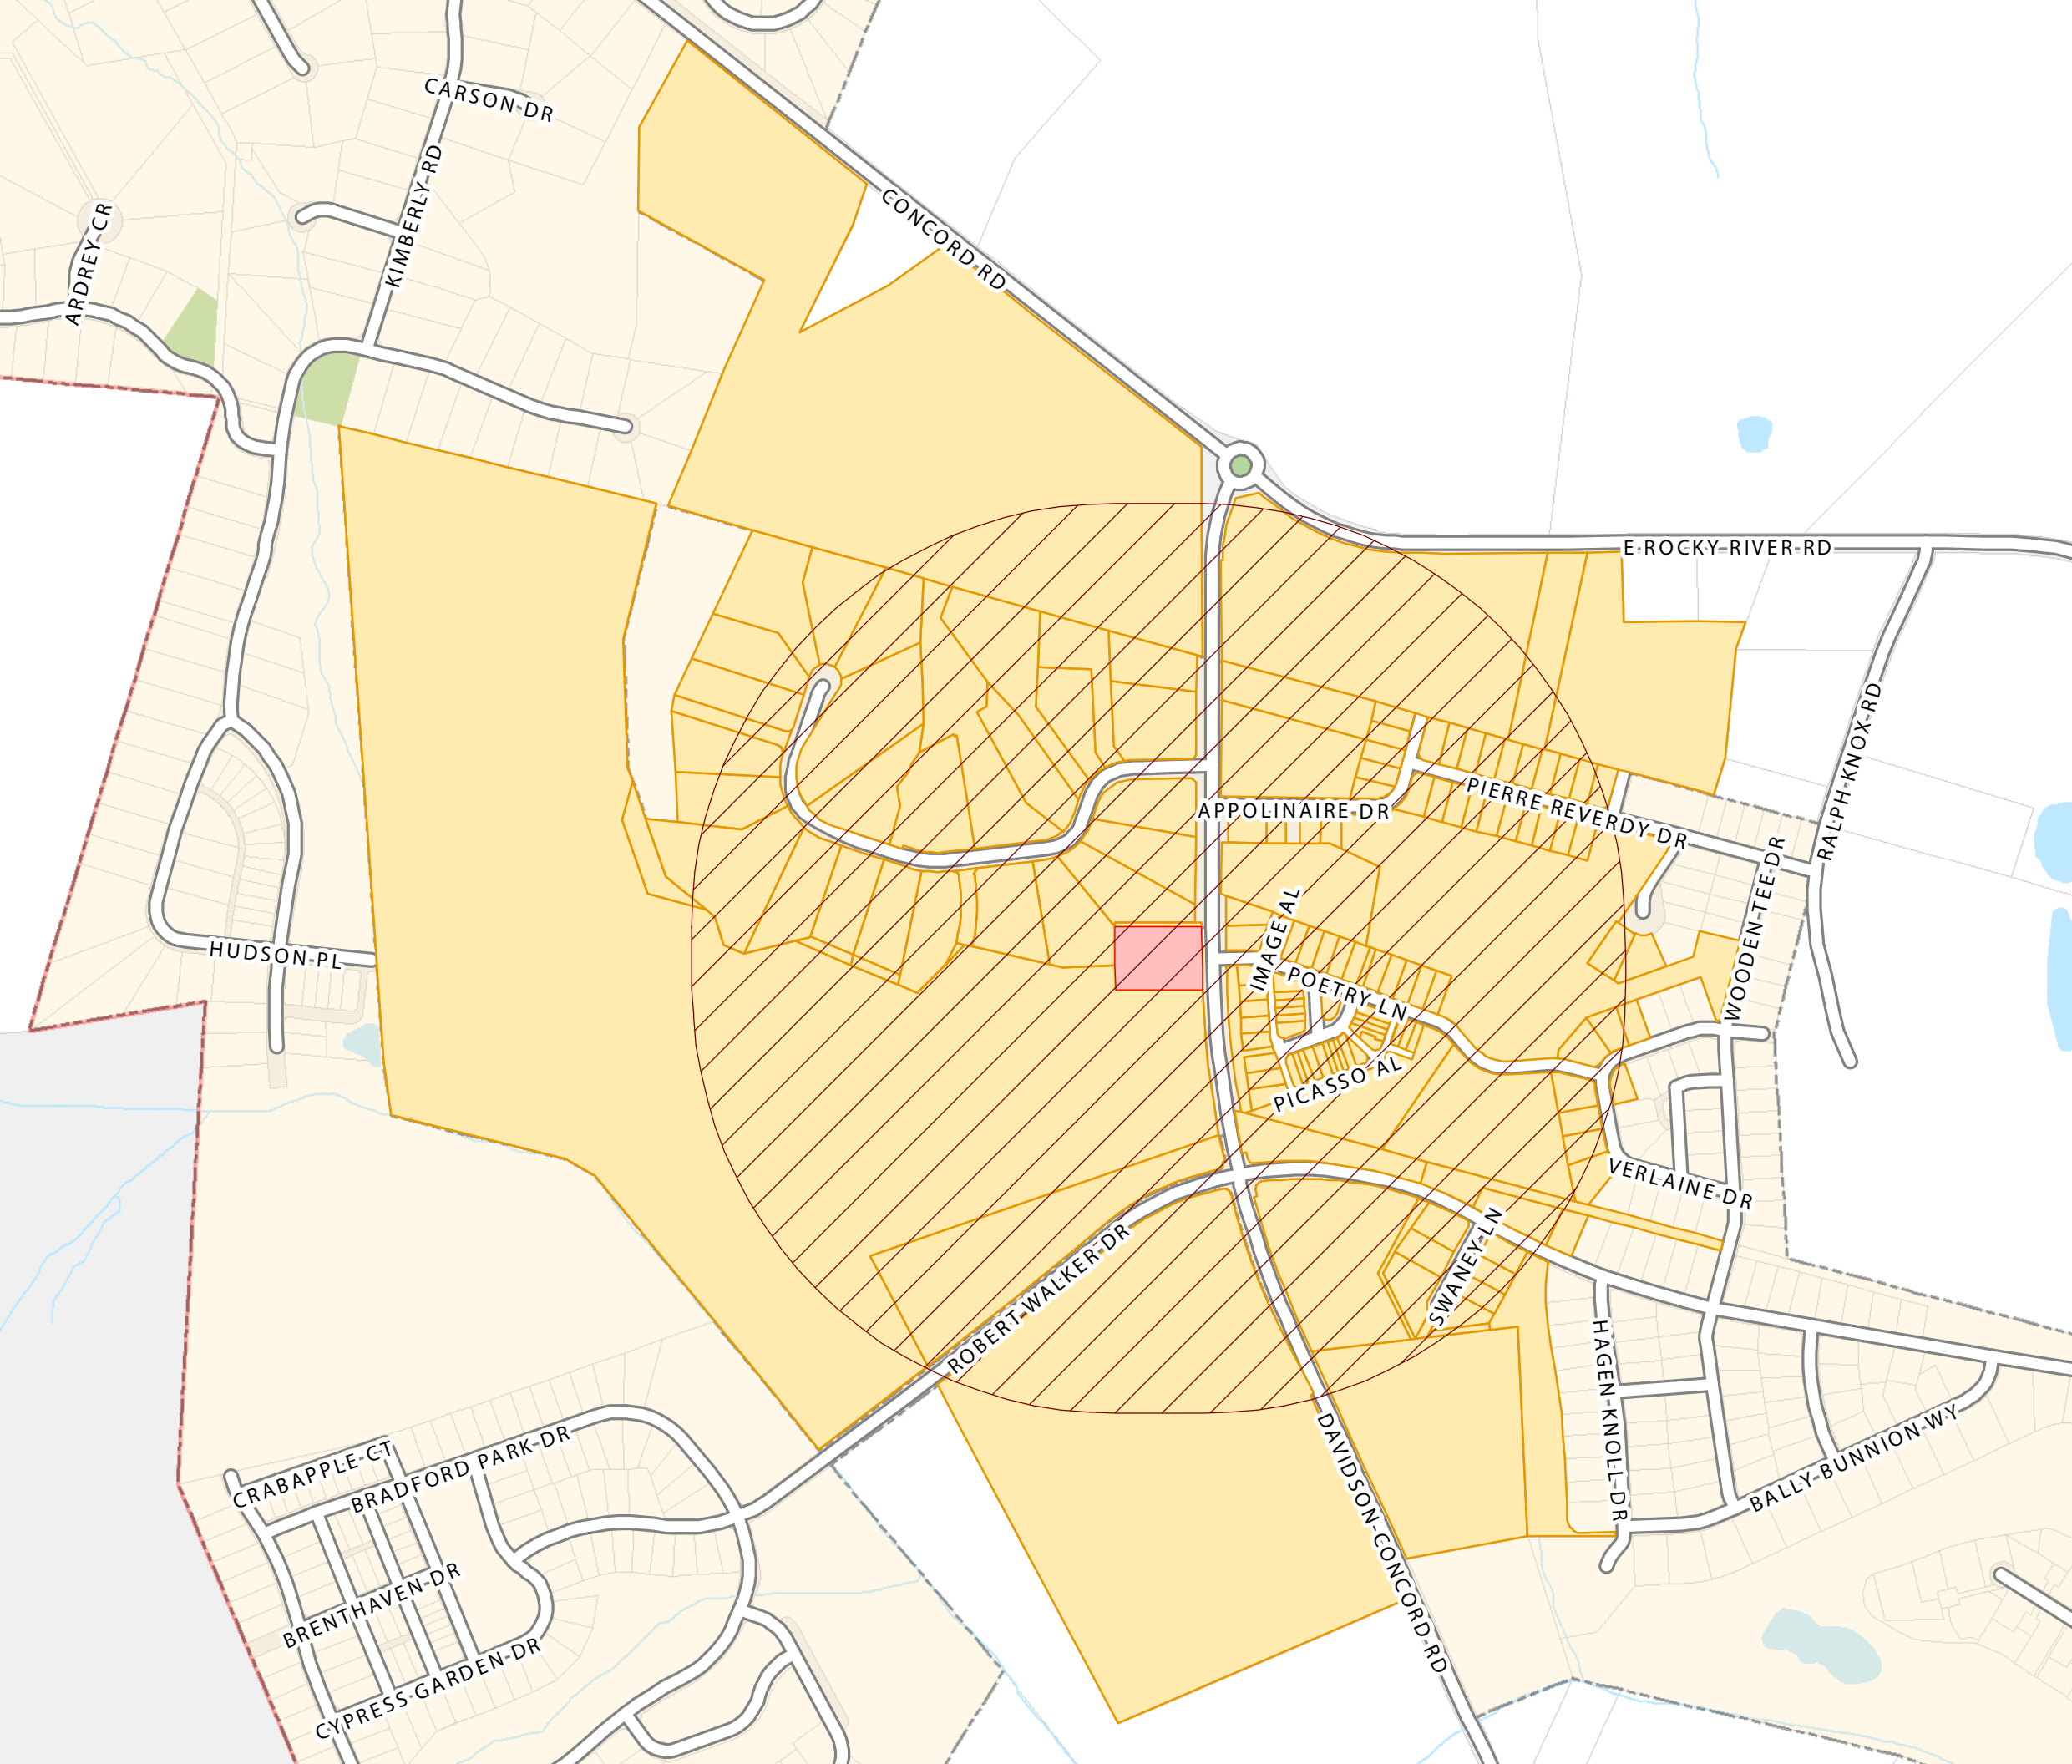 CARSON DR
KIMBERLY RD
ARDREY CR
CONCORD RD
E ROCKY RIVER RD
RALPH KNOX RD
APPOLINAIRE DR
PIERRE REVERDY DR
WOODEN TEE DR
IMAGE AL
POETRY LN
PICASSO AL
HUDSON PL
VERLAINE DR
SWANEY LN
ROBERT WALKER DR
HAGEN KNOLL DR
BALLY BUNNION WY
DAVIDSON-CONCORD RD
CRABAPPLE CT
BRADFORD PARK DR
BRENTHAVEN DR
CYPRESS GARDEN DR